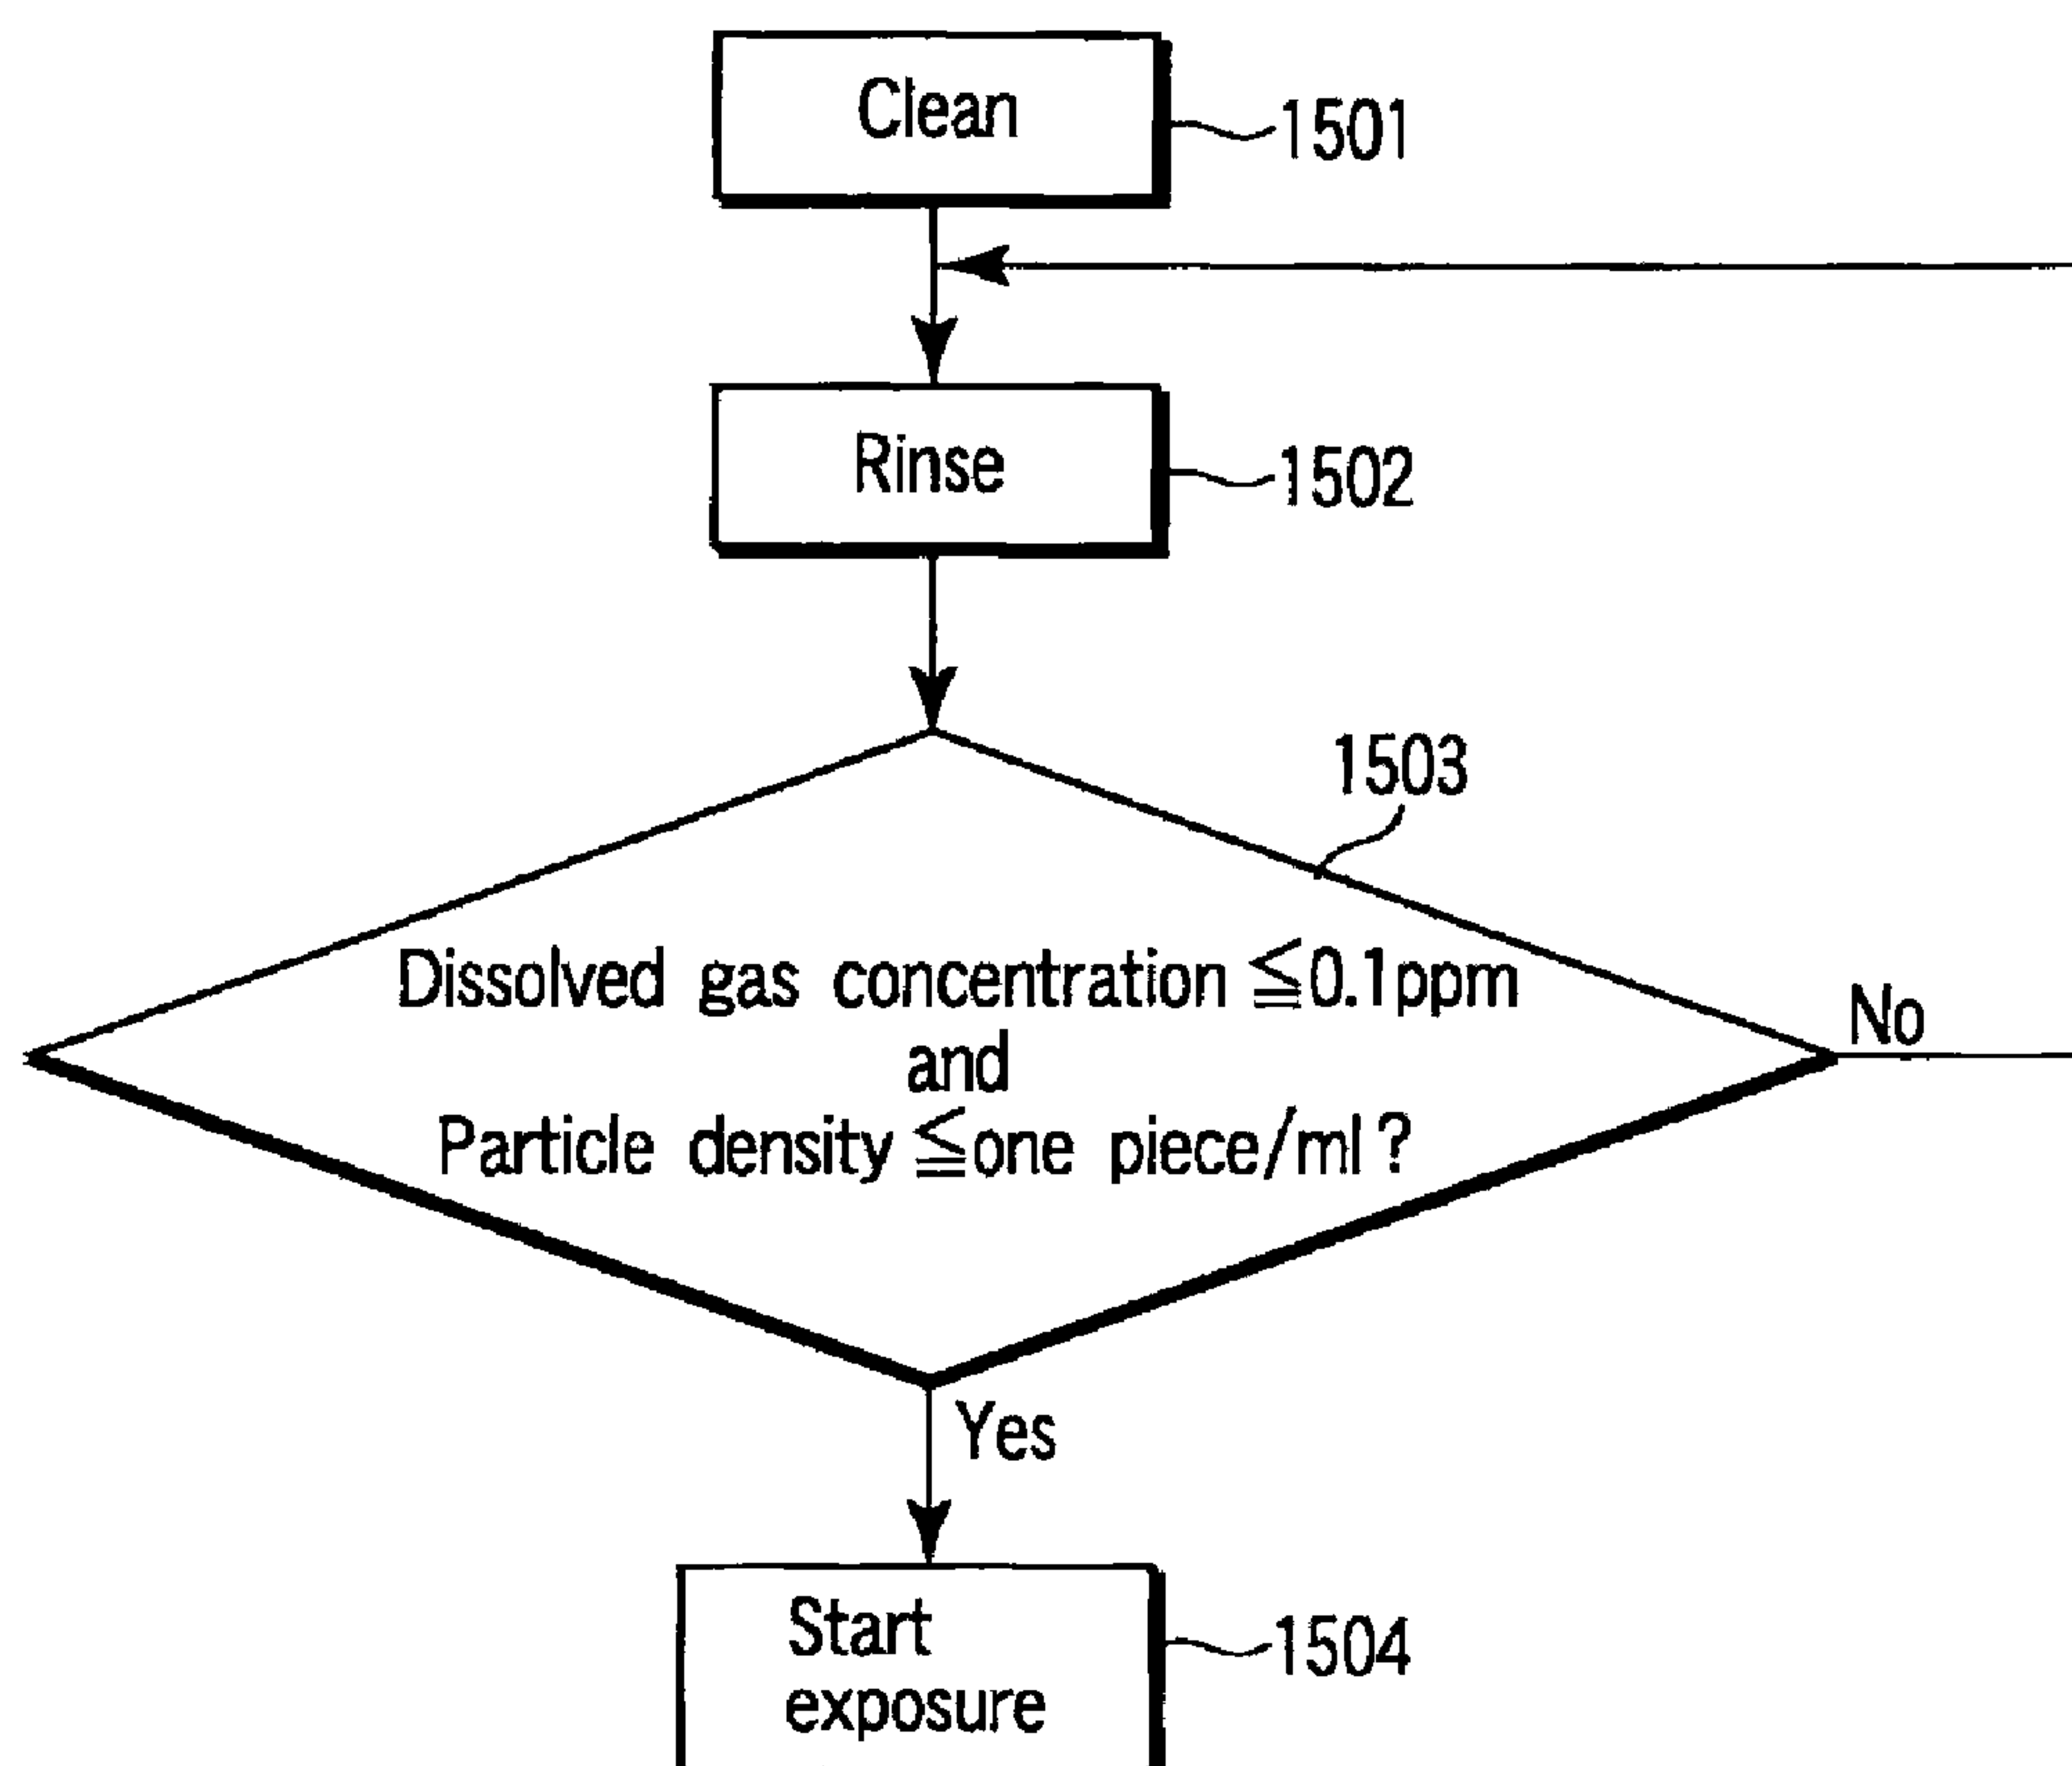 Clean
1501
Rinse
1502
1503
Dissolved gas concentration ≦0.1ppm
and
Particle density ≦one piece/ml?
No
Yes
Start
exposure
1504